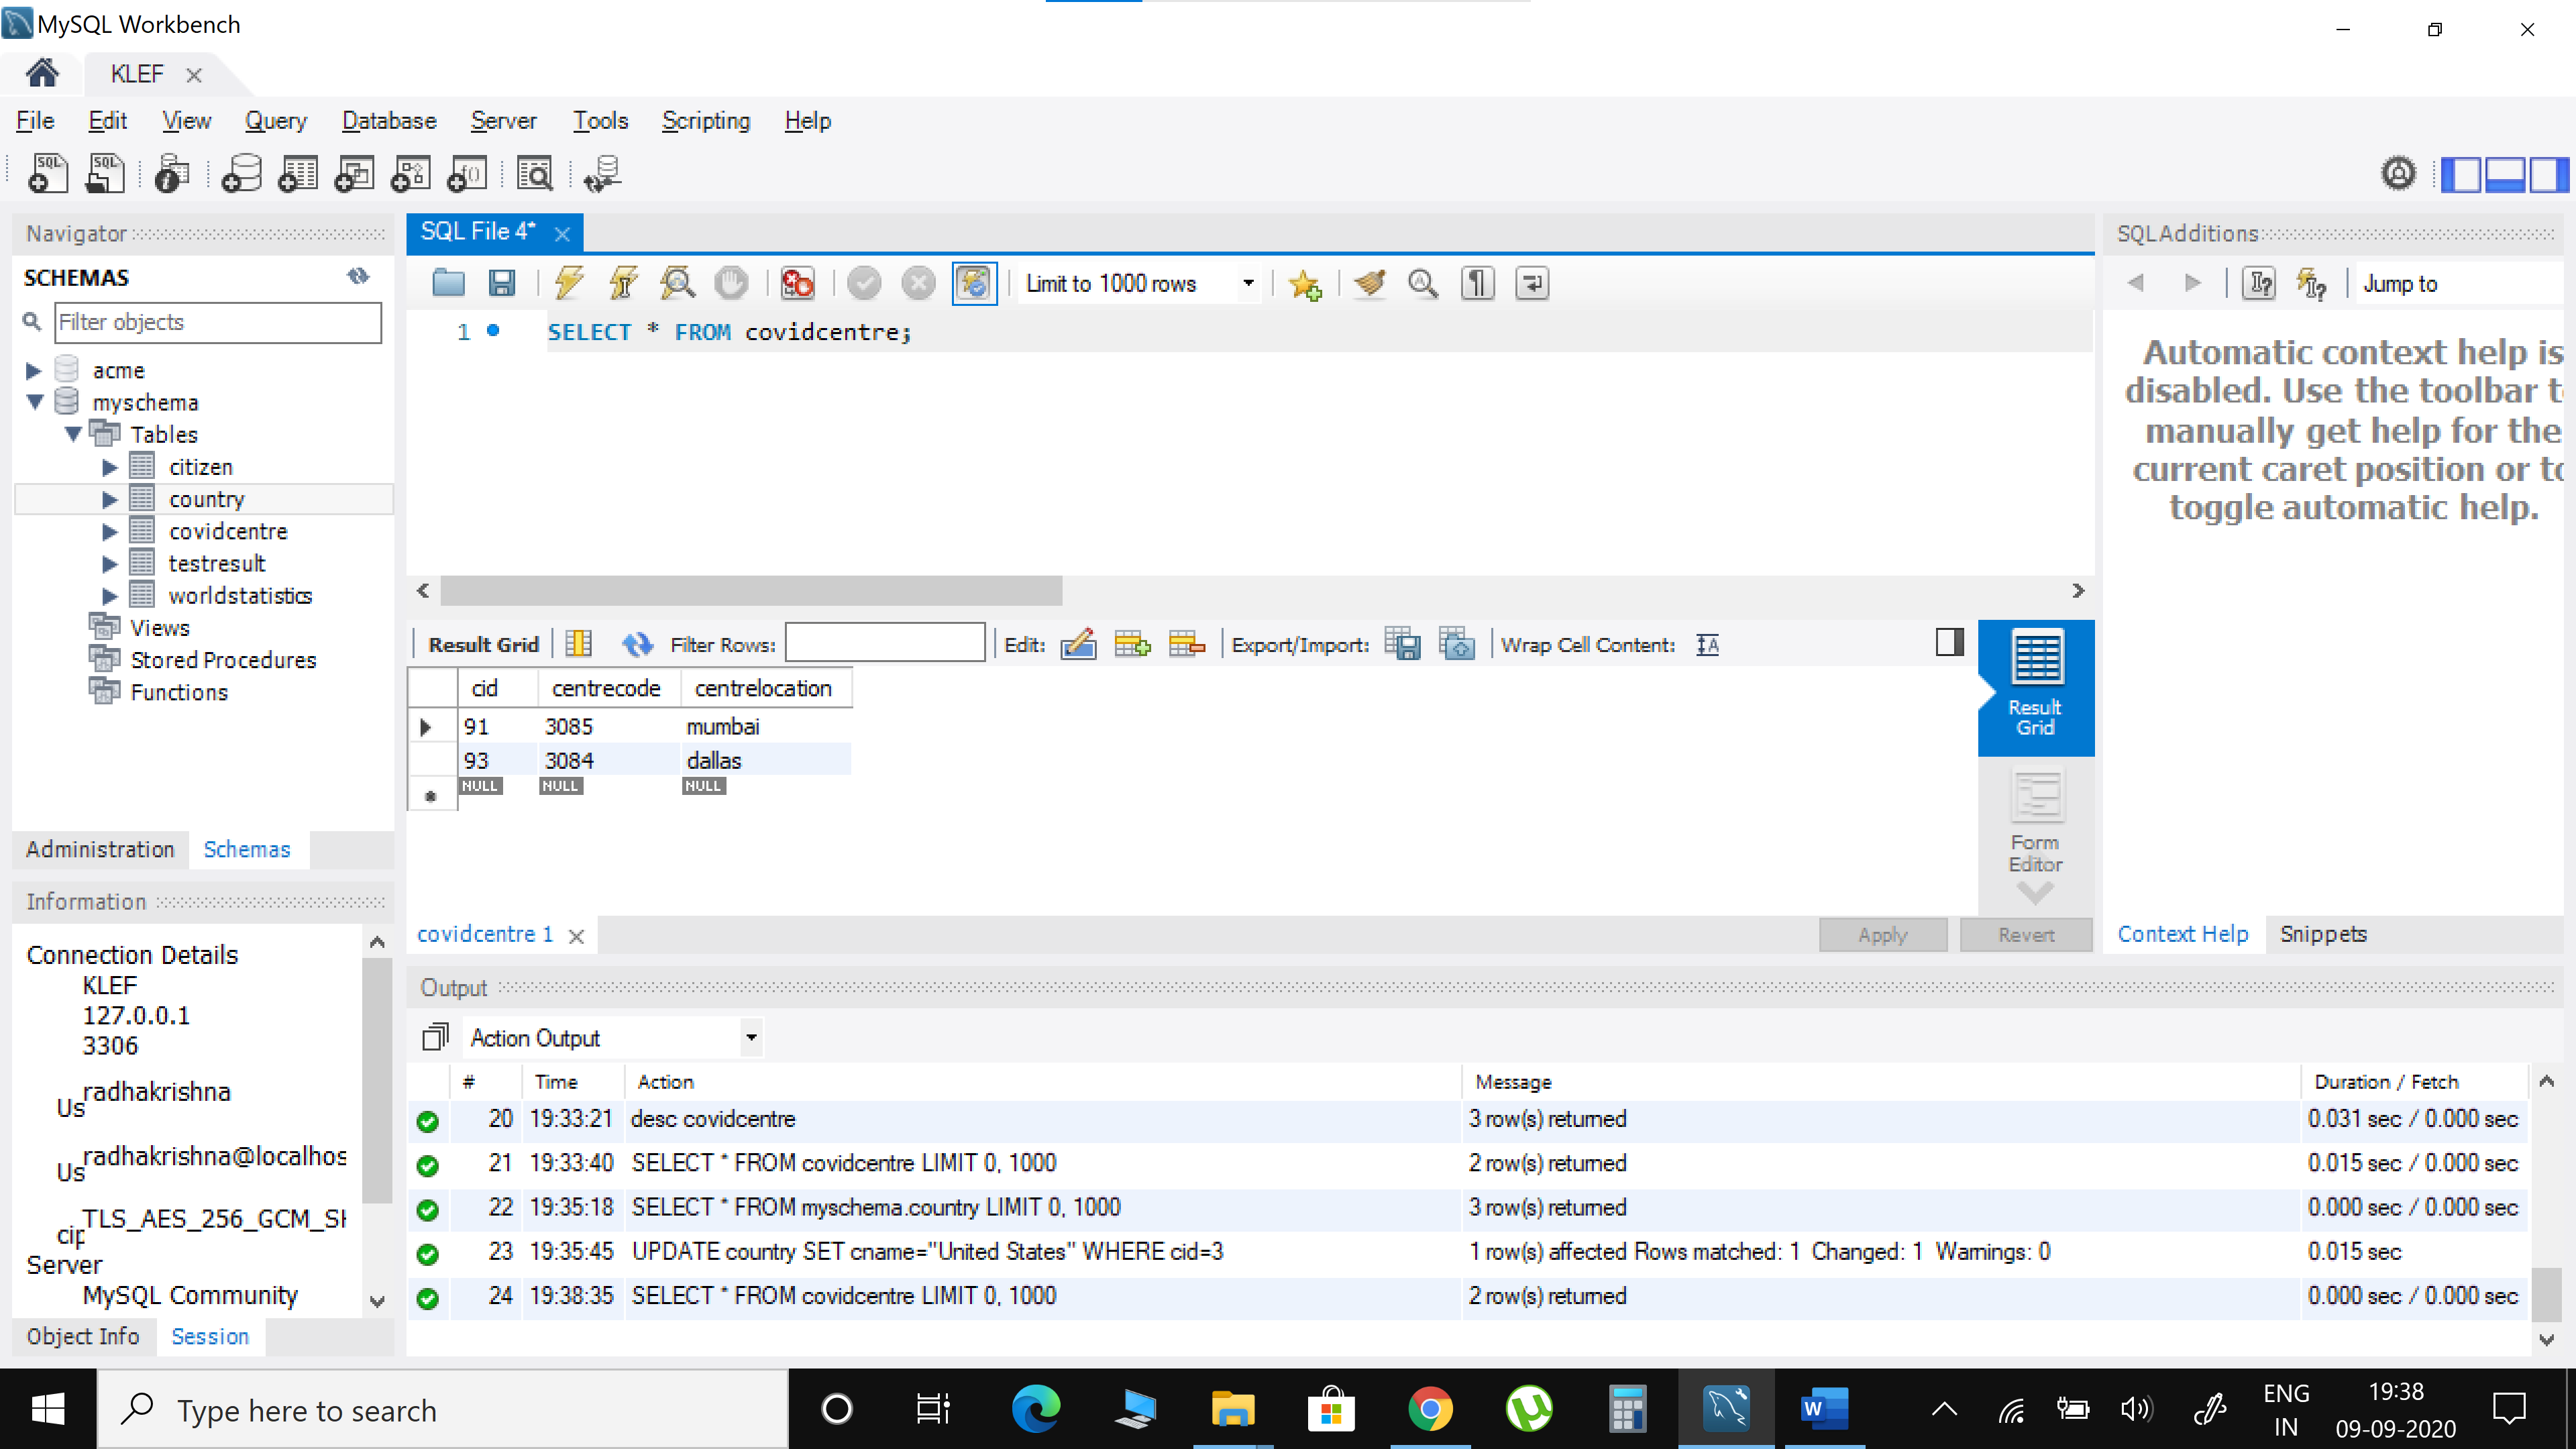 MySQL Workbench
KLEF
File Edit View Query Database Server Tools Scripting Help
Navigator
SCHEMAS
Filter objects
acme
myschema
Tables
citizen
country
covidcentre
testresult
worldstatistics
Views
Stored Procedures
Functions
Administration Schemas
Information
Connection Details
KLEF
127.0.0.1
3306
radhakrishna
Us
radhakrishna@localhos
Us
TLS_AES_256_GCM_SH
cip
Server
MySQL Community
Object Info Session
SQL File 4*
Limit to 1000 rows
1 SELECT * FROM covidcentre;
Result Grid Filter Rows: Edit: Export/Import: Wrap Cell Content:
cid centrecode centrelocation
91 3085 mumbai
93 3084 dallas
NULL NULL NULL
Result
Grid
Form
Editor
covidcentre 1 Apply Revert
SQLAdditions
Jump to
Automatic context help is
disabled. Use the toolbar t
manually get help for the
current caret position or to
toggle automatic help.
Context Help Snippets
Output
Action Output
# Time Action Message Duration / Fetch
20 19:33:21 desc covidcentre 3 row(s) returned 0.031 sec / 0.000 sec
21 19:33:40 SELECT * FROM covidcentre LIMIT 0, 1000 2 row(s) returned 0.015 sec / 0.000 sec
22 19:35:18 SELECT * FROM myschema.country LIMIT 0, 1000 3 row(s) returned 0.000 sec / 0.000 sec
23 19:35:45 UPDATE country SET cname="United States" WHERE cid=3 1 row(s) affected Rows matched: 1 Changed: 1 Warnings: 0 0.015 sec
24 19:38:35 SELECT * FROM covidcentre LIMIT 0, 1000 2 row(s) returned 0.000 sec / 0.000 sec
Type here to search
ENG
IN
19:38
09-09-2020